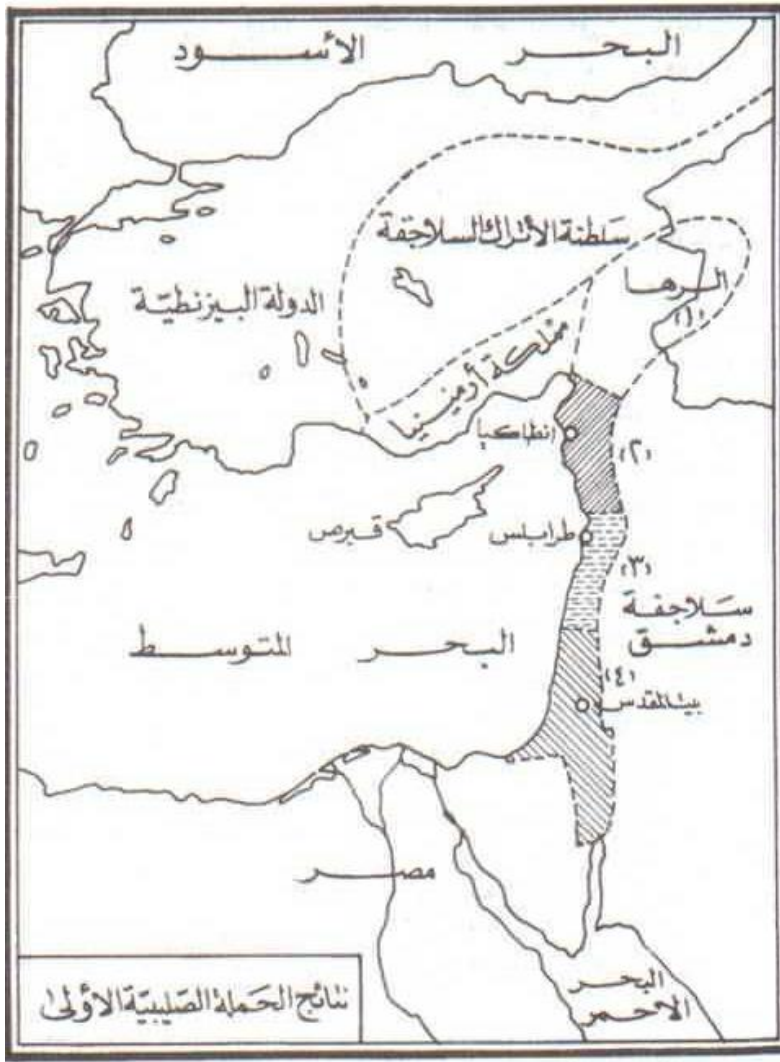 البحر الأسود
سلطنة الأتراك السلاجقة
الرها
(١)
الدولة البيزنطية
مملكة أرمينيا
انطاكيا
(٢)
طرابلس
قبرص
(٣)
سلاجقة
دمشق
البحر المتوسط
(٤)
بيت المقدس
مصر
البحر
الأحمر
نتائج الحملة الصليبية الأولى